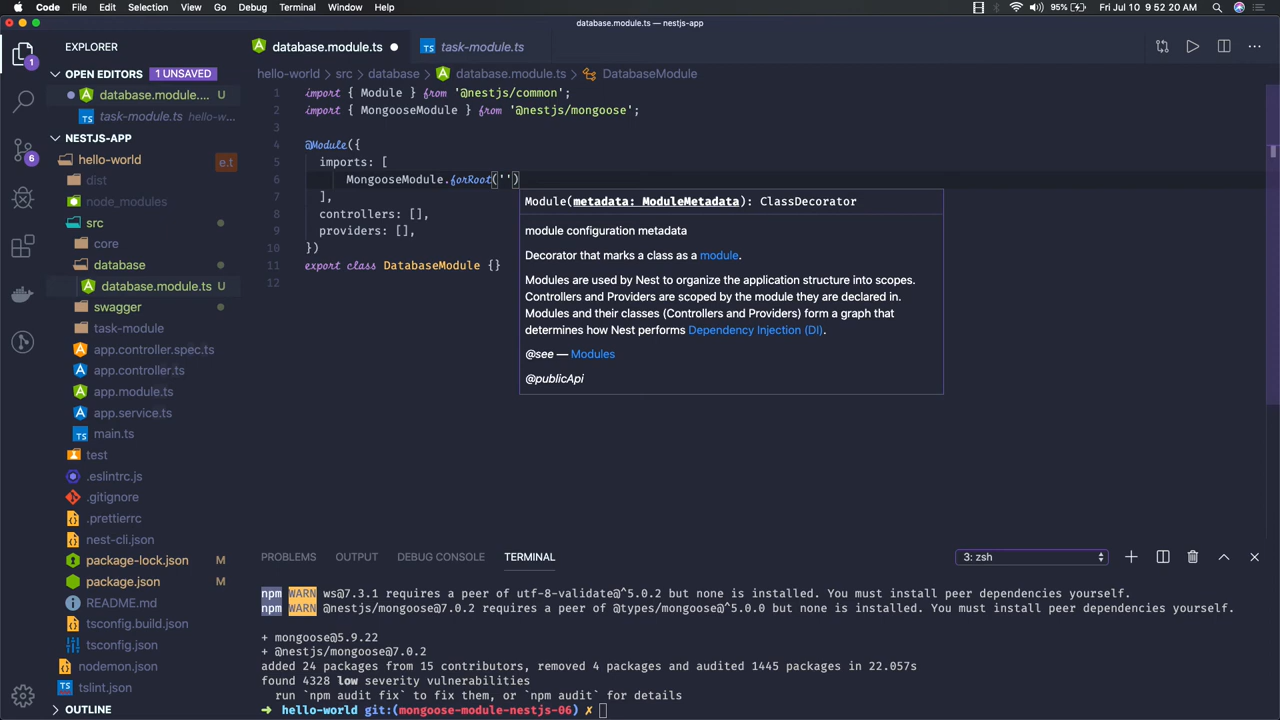 Code File Edit Selection View Go Debug Terminal Window Help 95% Fri Jul 10 9:52:20 AM
database.module.ts — nestjs-app
EXPLORER
database.module.ts
task-module.ts
OPEN EDITORS 1 UNSAVED
hello-world > src > database > database.module.ts > DatabaseModule
database.module.... U
task-module.ts hello-w...
NESTJS-APP
hello-world e.t
dist
node_modules
src
core
database
database.module.ts U
swagger
task-module
app.controller.spec.ts
app.controller.ts
app.module.ts
app.service.ts
main.ts
test
.eslintrc.js
.gitignore
.prettierrc
nest-cli.json
package-lock.json M
package.json M
README.md
tsconfig.build.json
tsconfig.json
nodemon.json
tslint.json
OUTLINE
1
6
1 import { Module } from '@nestjs/common';
2 import { MongooseModule } from '@nestjs/mongoose';
3
4 @Module({
5 imports: [
6 MongooseModule.forRoot('')
7 ],
8 controllers: [],
9 providers: [],
10 })
11 export class DatabaseModule {}
12
Module(metadata: ModuleMetadata): ClassDecorator
module configuration metadata
Decorator that marks a class as a module.
Modules are used by Nest to organize the application structure into scopes.
Controllers and Providers are scoped by the module they are declared in.
Modules and their classes (Controllers and Providers) form a graph that
determines how Nest performs Dependency Injection (DI).
@see — Modules
@publicApi
PROBLEMS OUTPUT DEBUG CONSOLE TERMINAL 3: zsh
npm WARN ws@7.3.1 requires a peer of utf-8-validate@^5.0.2 but none is installed. You must install peer dependencies yourself.
npm WARN @nestjs/mongoose@7.0.2 requires a peer of @types/mongoose@^5.0.0 but none is installed. You must install peer dependencies yourself.
+ mongoose@5.9.22
+ @nestjs/mongoose@7.0.2
added 24 packages from 15 contributors, removed 4 packages and audited 1445 packages in 22.057s
found 4328 low severity vulnerabilities
run `npm audit fix` to fix them, or `npm audit` for details
➜ hello-world git:(mongoose-module-nestjs-06) ✗